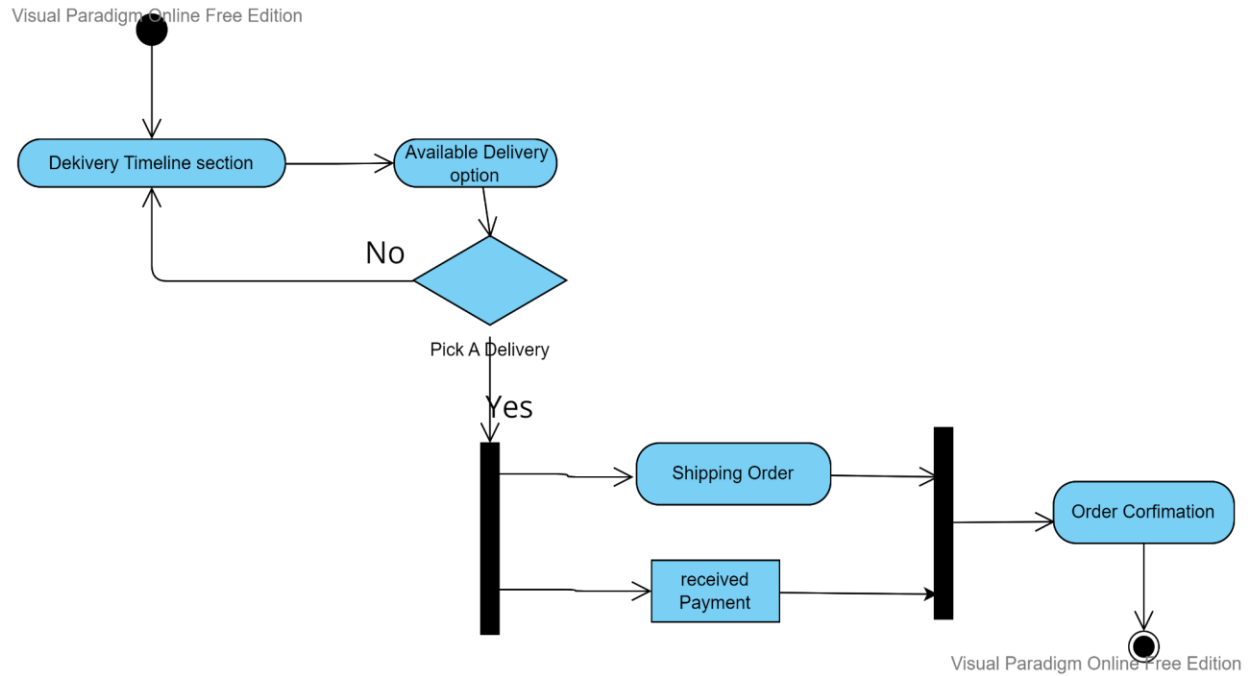 Visual Paradigm Online Free Edition
Dekivery Timeline section
Available Delivery
option
No
Pick A Delivery
Yes
Shipping Order
Order Corfimation
received
Payment
Visual Paradigm Online Free Edition